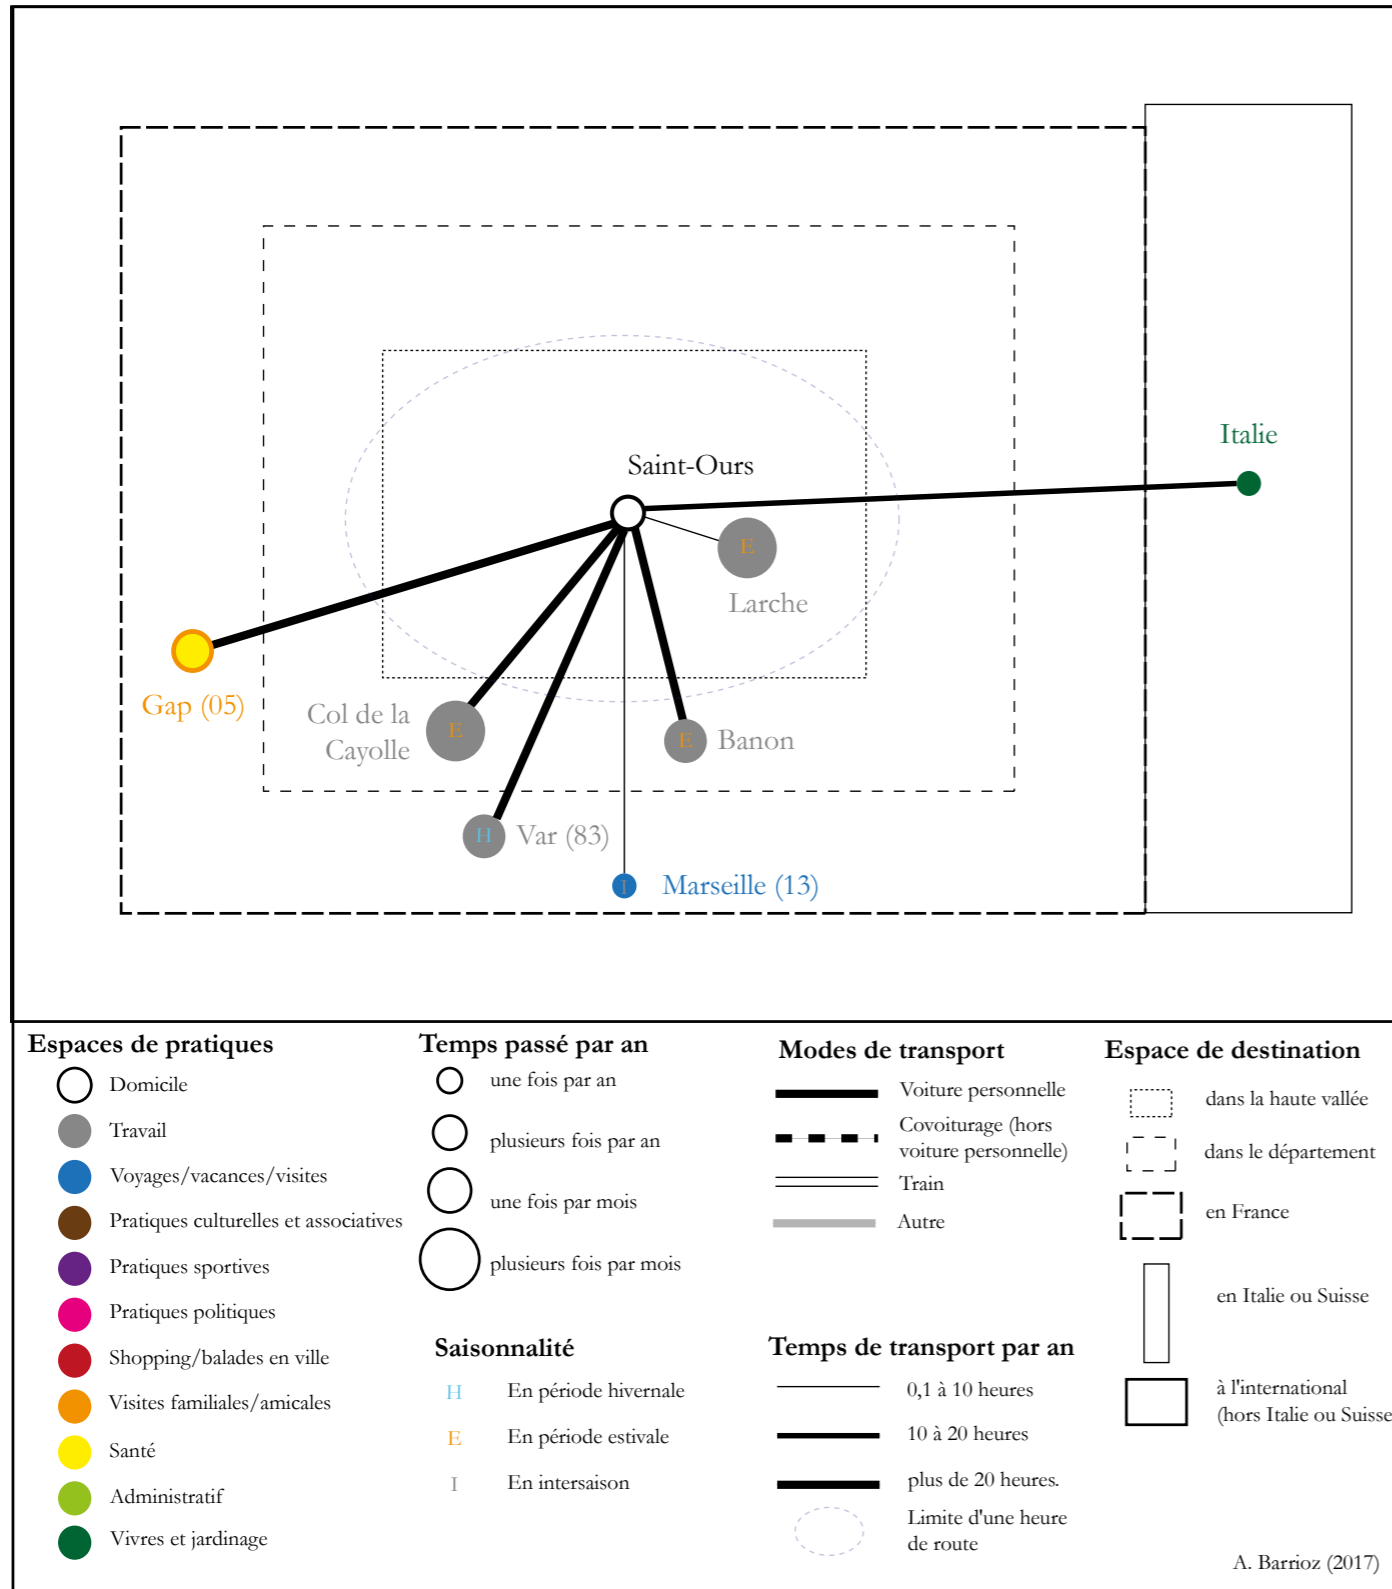 Italie
Saint-Ours
E
Larche
Gap (05)
Col de la
Cayolle
E
E
Banon
H
Var (83)
I
Marseille (13)
Espaces de pratiques
Domicile
Travail
Voyages/vacances/visites
Pratiques culturelles et associatives
Pratiques sportives
Pratiques politiques
Shopping/balades en ville
Visites familiales/amicales
Santé
Administratif
Vivres et jardinage
Temps passé par an
une fois par an
plusieurs fois par an
une fois par mois
plusieurs fois par mois
Saisonnalité
H En période hivernale
E En période estivale
I En intersaison
Modes de transport
Voiture personnelle
Covoiturage (hors
voiture personnelle)
Train
Autre
Temps de transport par an
0,1 à 10 heures
10 à 20 heures
plus de 20 heures.
Limite d'une heure
de route
Espace de destination
dans la haute vallée
dans le département
en France
en Italie ou Suisse
à l'international
(hors Italie ou Suisse
A. Barrioz (2017)